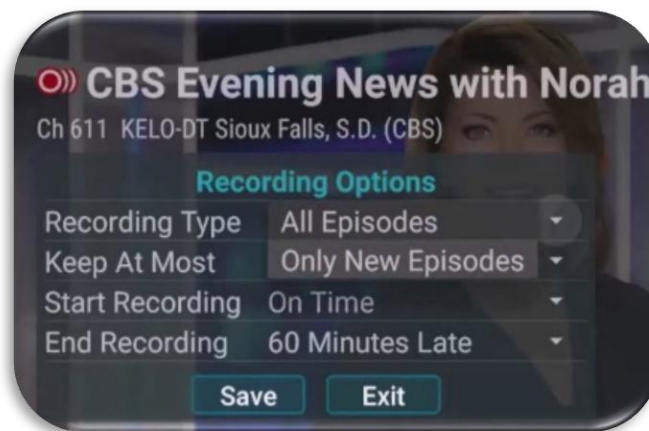 CBS Evening News with Norah
Ch 611 KELO-DT Sioux Falls, S.D. (CBS)
Recording Options
Recording Type All Episodes
Keep At Most Only New Episodes
Start Recording On Time
End Recording 60 Minutes Late
Save Exit